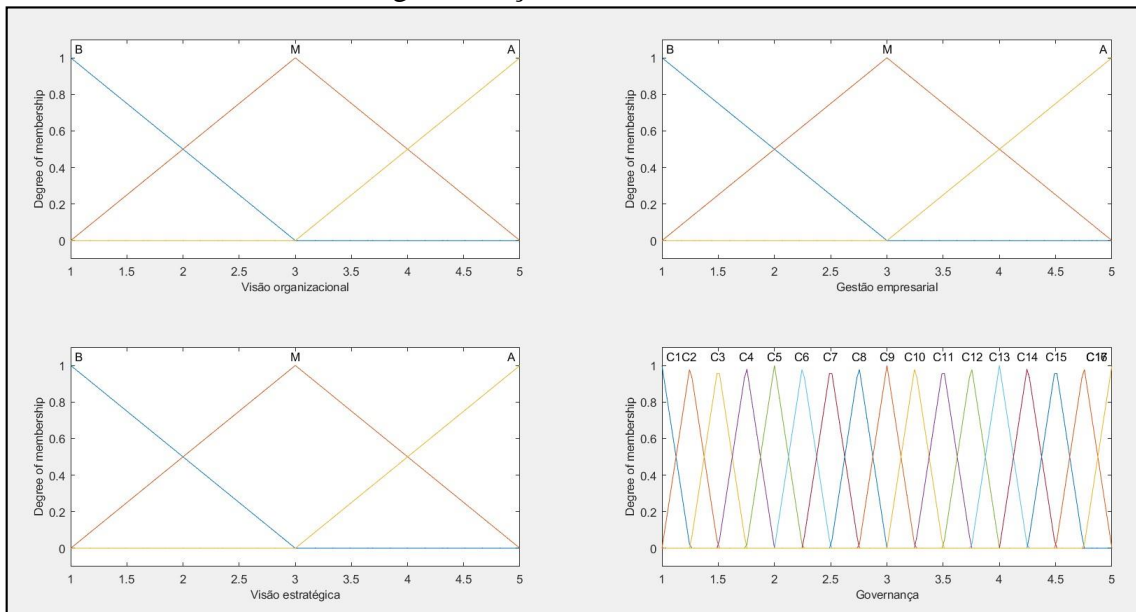 B M A
1
0.8
0.6
0.4
0.2
0
Degree of membership
1 1.5 2 2.5 3 3.5 4 4.5 5
Visão organizacional
B M A
1
0.8
0.6
0.4
0.2
0
Degree of membership
1 1.5 2 2.5 3 3.5 4 4.5 5
Gestão empresarial
B M A
1
0.8
0.6
0.4
0.2
0
Degree of membership
1 1.5 2 2.5 3 3.5 4 4.5 5
Visão estratégica
C1 C2 C3 C4 C5 C6 C7 C8 C9 C10 C11 C12 C13 C14 C15
1
0.8
0.6
0.4
0.2
0
Degree of membership
1 1.5 2 2.5 3 3.5 4 4.5 5
Governança